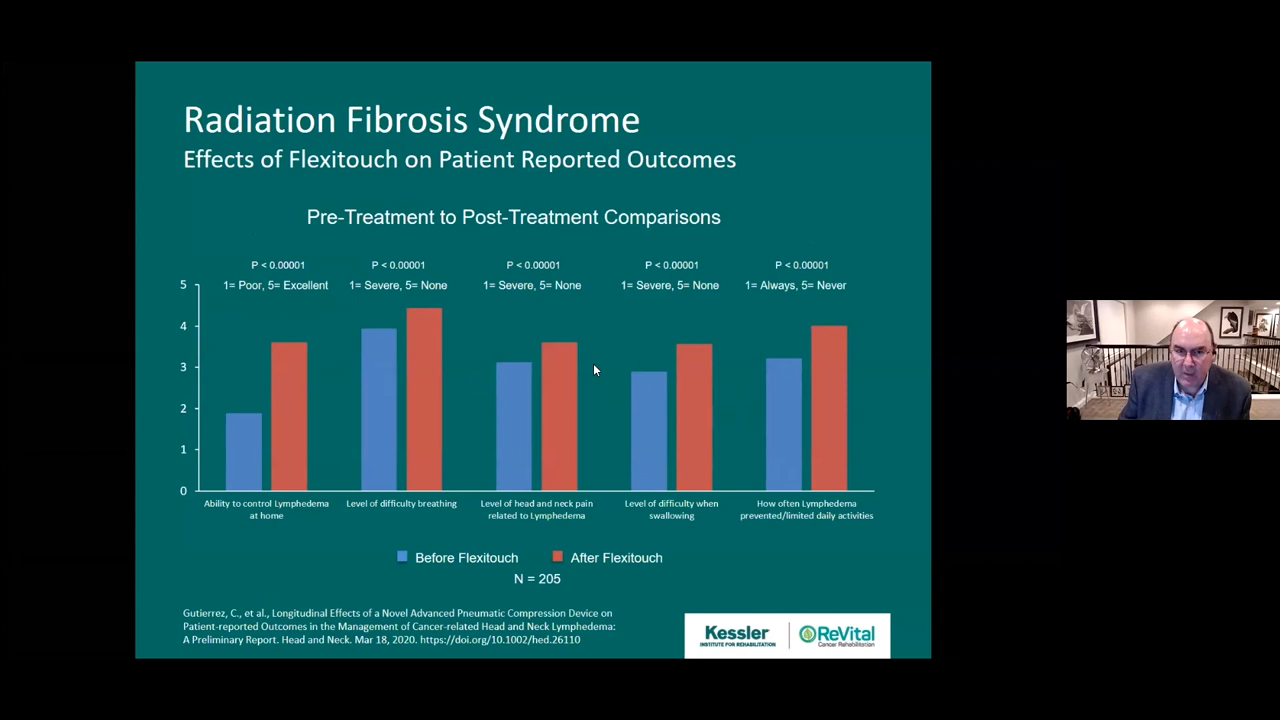 Radiation Fibrosis Syndrome
Effects of Flexitouch on Patient Reported Outcomes
Pre-Treatment to Post-Treatment Comparisons
P < 0.00001 P < 0.00001 P < 0.00001 P < 0.00001 P < 0.00001
1= Poor, 5= Excellent 1= Severe, 5= None 1= Severe, 5= None 1= Severe, 5= None 1= Always, 5= Never
5
4
3
2
1
0
Ability to control Lymphedema
at home
Level of difficulty breathing
Level of head and neck pain
related to Lymphedema
Level of difficulty when
swallowing
How often Lymphedema
prevented/limited daily activities
Before Flexitouch After Flexitouch
N = 205
Gutierrez, C., et al., Longitudinal Effects of a Novel Advanced Pneumatic Compression Device on
Patient-reported Outcomes in the Management of Cancer-related Head and Neck Lymphedema:
A Preliminary Report. Head and Neck. Mar 18, 2020. https://doi.org/10.1002/hed.26110
Kessler
INSTITUTE FOR REHABILITATION
ReVital
Cancer Rehabilitation